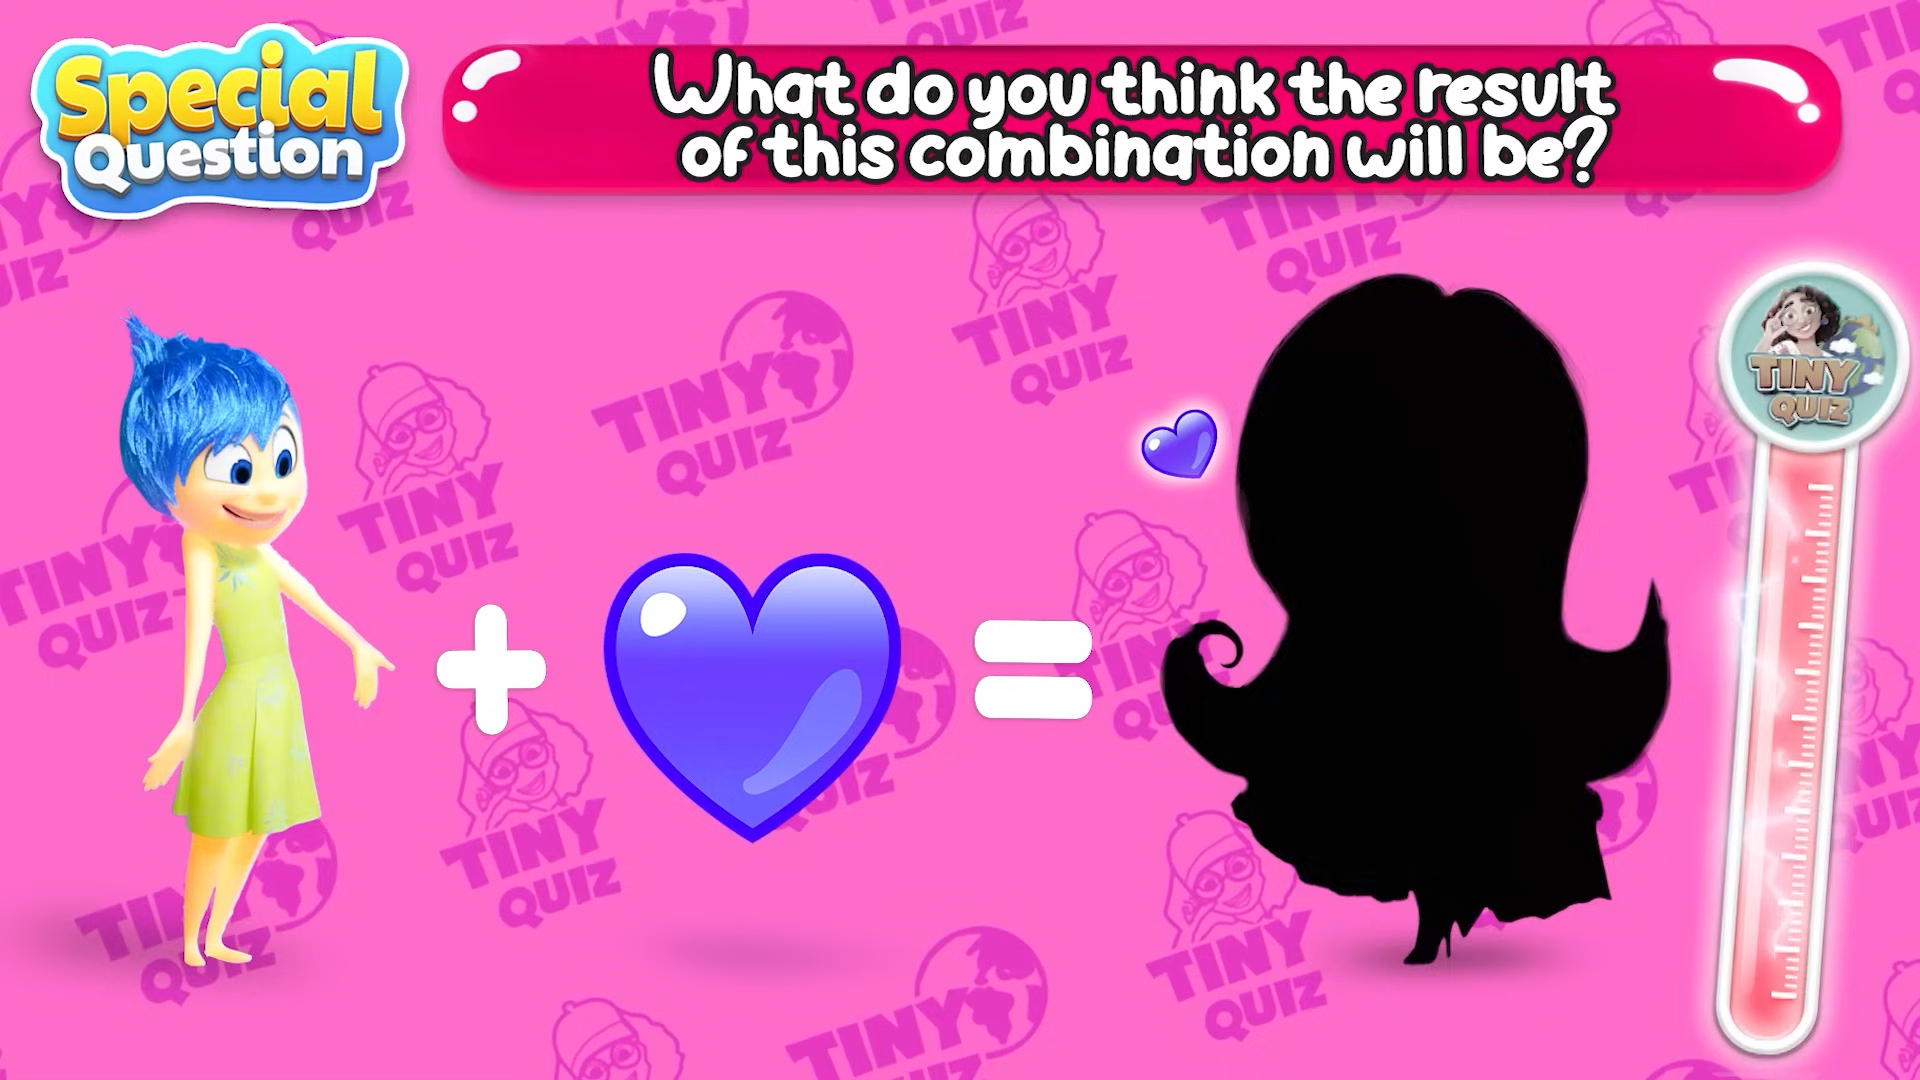 Special
Question
What do you think the result
of this combination will be?
TINY
QUIZ